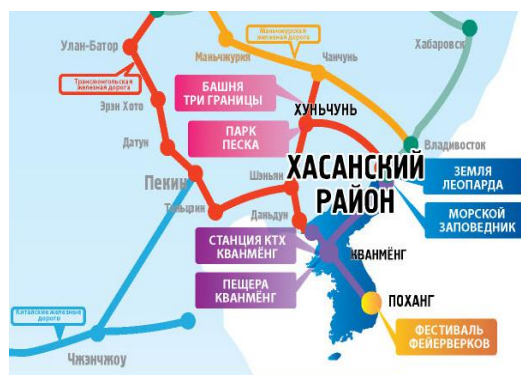 Улан-Батор
Трансмонгольская
железная дорога
Маньчжурская
железная дорога
Маньчжурия
Чанчунь
Хабаровск
Эрэн Хото
БАШНЯ
ТРИ ГРАНИЦЫ
ХУНЬЧУНЬ
Датун
ПАРК
ПЕСКА
Владивосток
Пекин
Шэньян
ХАСАНСКИЙ
РАЙОН
ЗЕМЛЯ
ЛЕОПАРДА
Тяньцзин
Даньдун
МОРСКОЙ
ЗАПОВЕДНИК
СТАНЦИЯ КТХ
КВАНМЁНГ
КВАНМЁНГ
ПЕЩЕРА
КВАНМЁНГ
ПОХАНГ
Китайские железные
дороги
ФЕСТИВАЛЬ
ФЕЙЕРВЕРКОВ
Чжэнчжоу